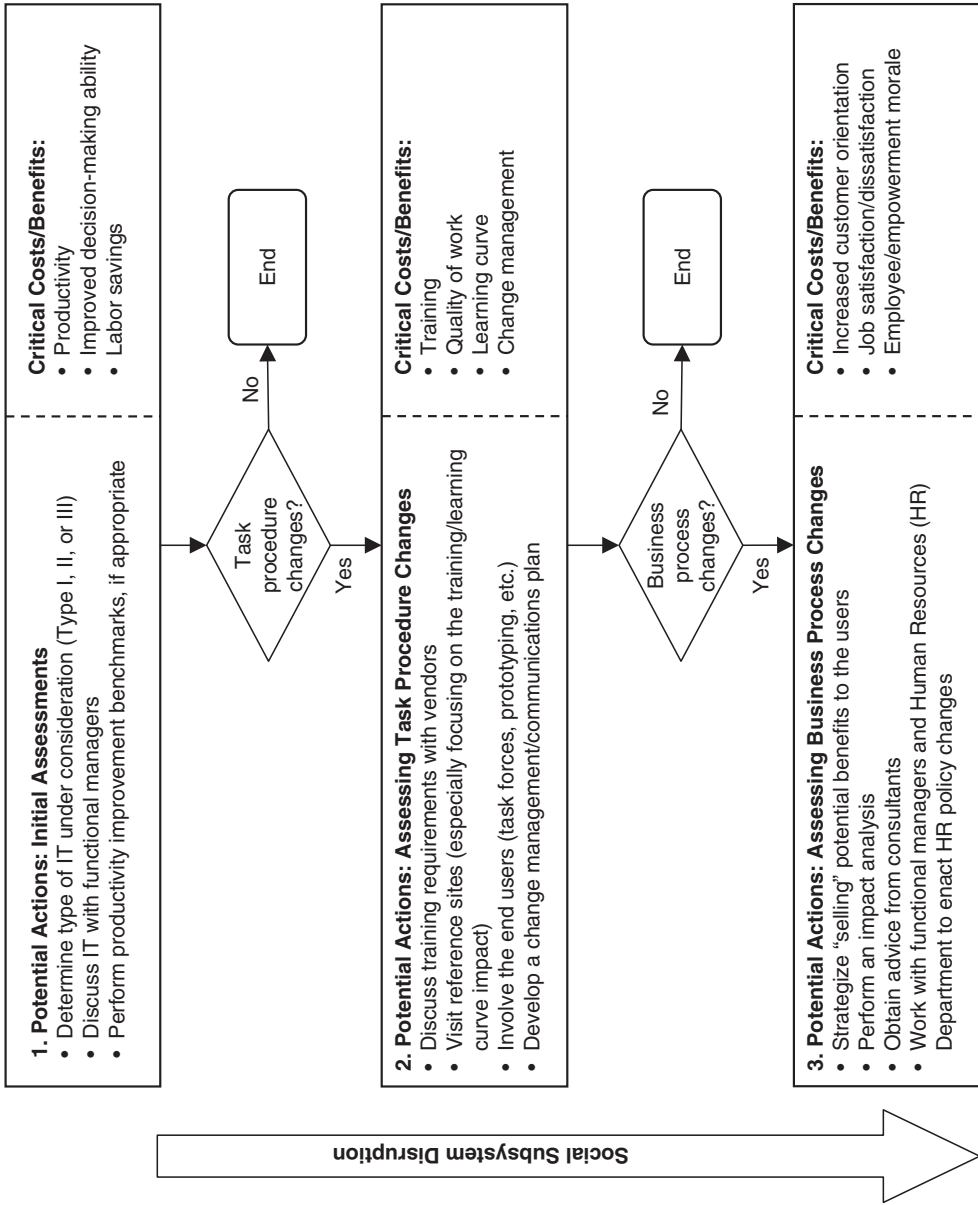 1. Potential Actions: Initial Assessments
• Determine type of IT under consideration (Type I, II, or III)
• Discuss IT with functional managers
• Perform productivity improvement benchmarks, if appropriate
Critical Costs/Benefits:
• Productivity
• Improved decision-making ability
• Labor savings
Task
procedure
changes?
No
End
Yes
2. Potential Actions: Assessing Task Procedure Changes
• Discuss training requirements with vendors
• Visit reference sites (especially focusing on the training/learning
curve impact)
• Involve the end users (task forces, prototyping, etc.)
• Develop a change management/communications plan
Critical Costs/Benefits:
• Training
• Quality of work
• Learning curve
• Change management
Business
process
changes?
No
End
Yes
3. Potential Actions: Assessing Business Process Changes
• Strategize “selling” potential benefits to the users
• Perform an impact analysis
• Obtain advice from consultants
• Work with functional managers and Human Resources (HR)
Department to enact HR policy changes
Critical Costs/Benefits:
• Increased customer orientation
• Job satisfaction/dissatisfaction
• Employee/empowerment morale
Social Subsystem Disruption